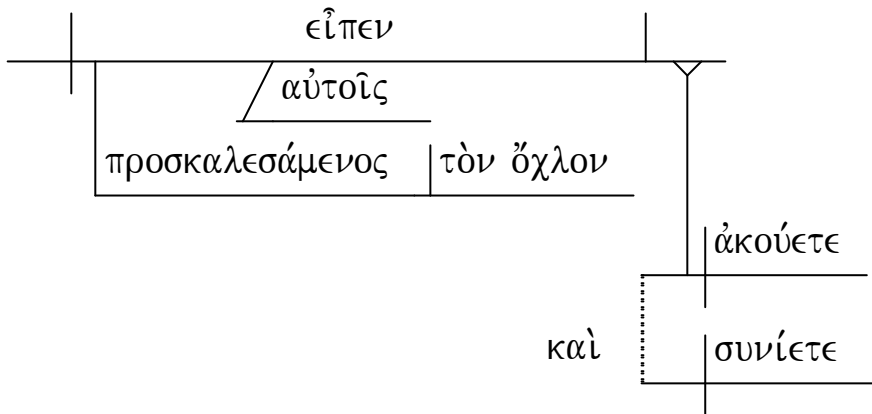 εἶπεν
αὐτοῖς
προσκαλεσάμενος τὸν ὄχλον
ἀκούετε
καὶ συνίετε